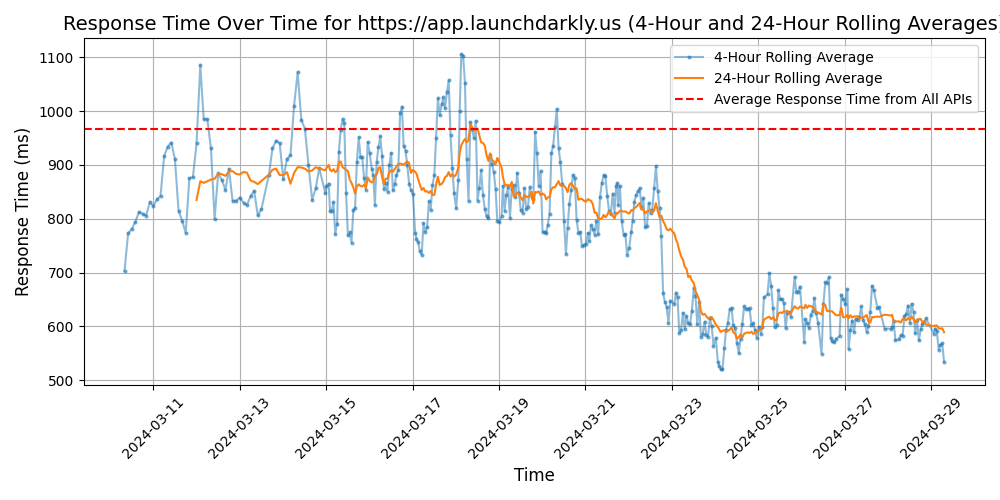 Response Time Over Time for https://app.launchdarkly.us (4-Hour and 24-Hour Rolling Averages)
1100
1000
900
800
700
600
500
Response Time (ms)
4-Hour Rolling Average
24-Hour Rolling Average
Average Response Time from All APIs
2024-03-11
2024-03-13
2024-03-15
2024-03-17
2024-03-19
2024-03-21
2024-03-23
2024-03-25
2024-03-27
2024-03-29
Time